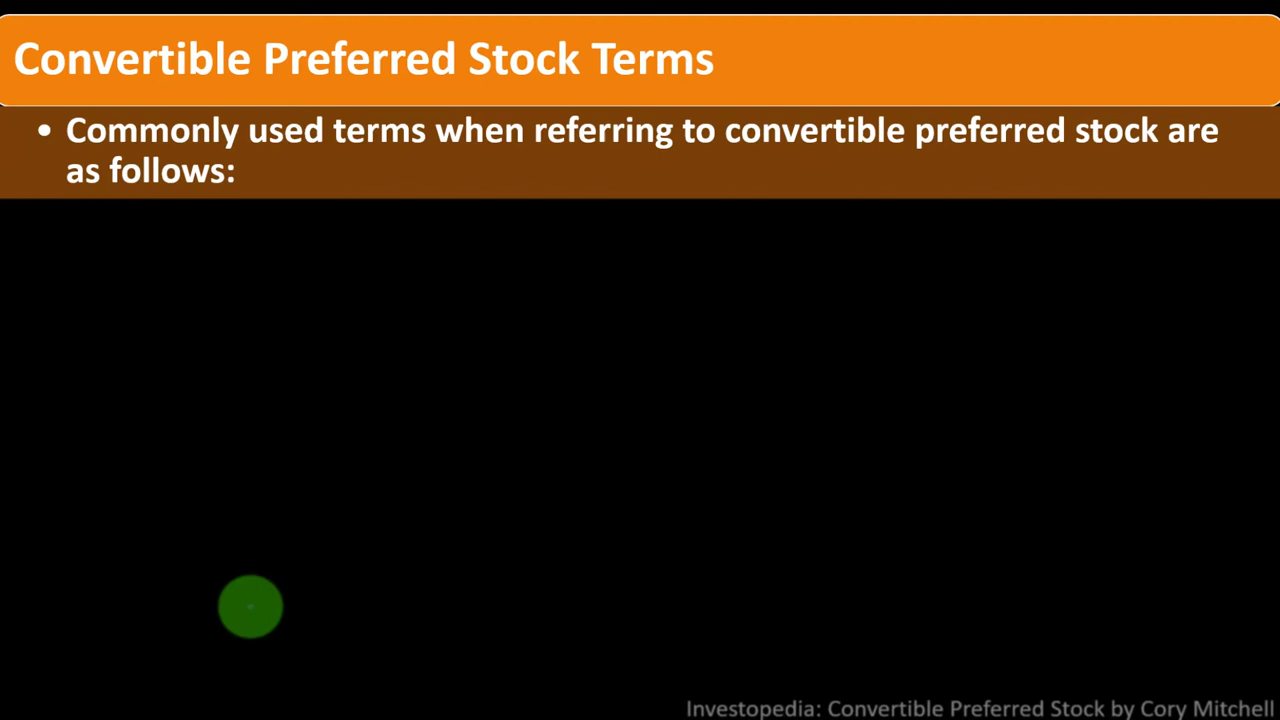 Convertible Preferred Stock Terms
• Commonly used terms when referring to convertible preferred stock are
as follows:
Investopedia: Convertible Preferred Stock by Cory Mitchell